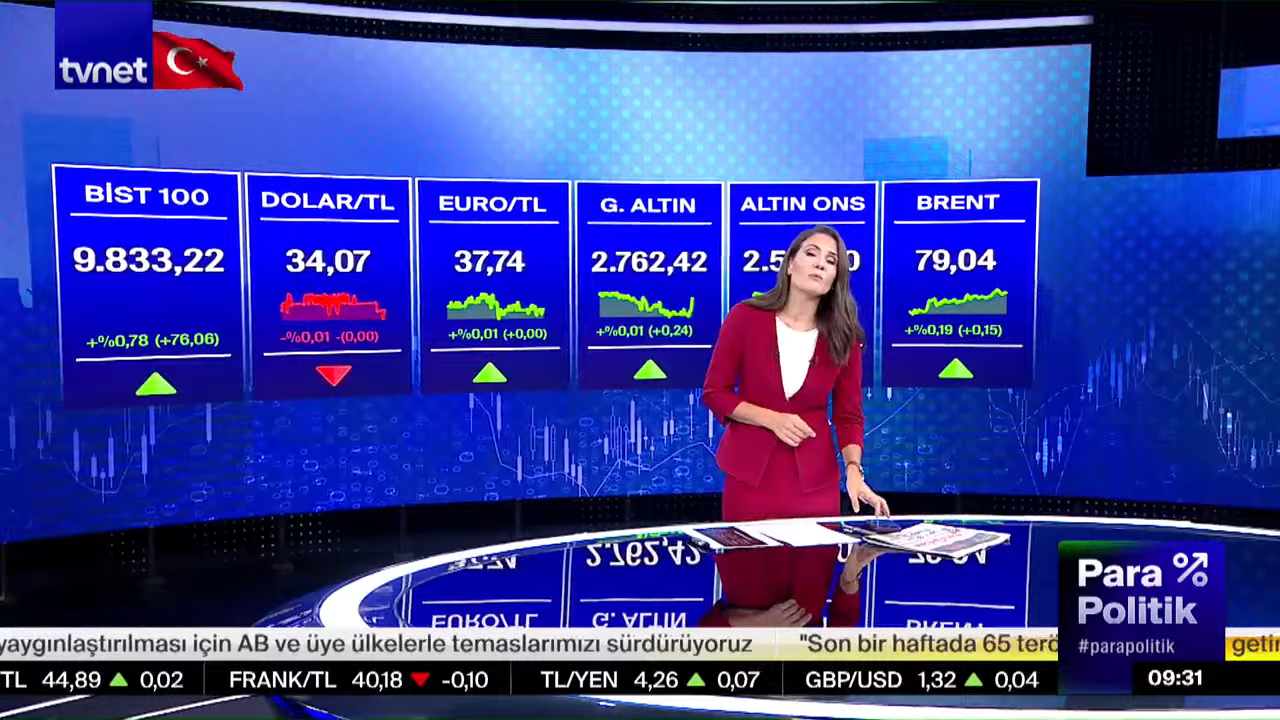 tvnet
BİST 100
9.833,22
+%0,78 (+76,06)
DOLAR/TL
34,07
-%0,01 -(0,00)
EURO/TL
37,74
+%0,01 (+0,00)
G. ALTIN
2.762,42
+%0,01 (+0,24)
ALTIN ONS
BRENT
79,04
+%0,19 (+0,15)
Para %
Politik
#parapolitik
yaygınlaştırılması için AB ve üye ülkelerle temaslarımızı sürdürüyoruz "Son bir haftada 65
TL 44,89 0,02 FRANK/TL 40,18 -0,10 TL/YEN 4,26 0,07 GBP/USD 1,32 0,04 09:31